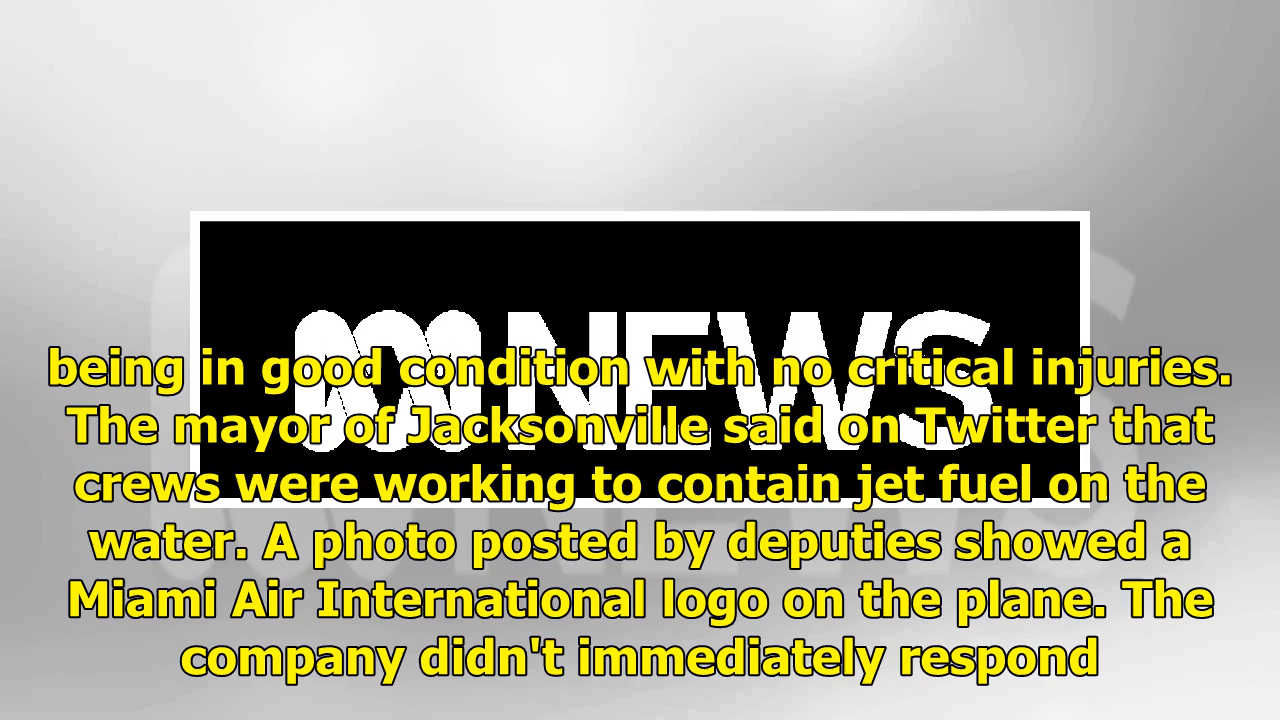 NEWS
being in good condition with no critical injuries.
The mayor of Jacksonville said on Twitter that
crews were working to contain jet fuel on the
water. A photo posted by deputies showed a
Miami Air International logo on the plane. The
company didn't immediately respond